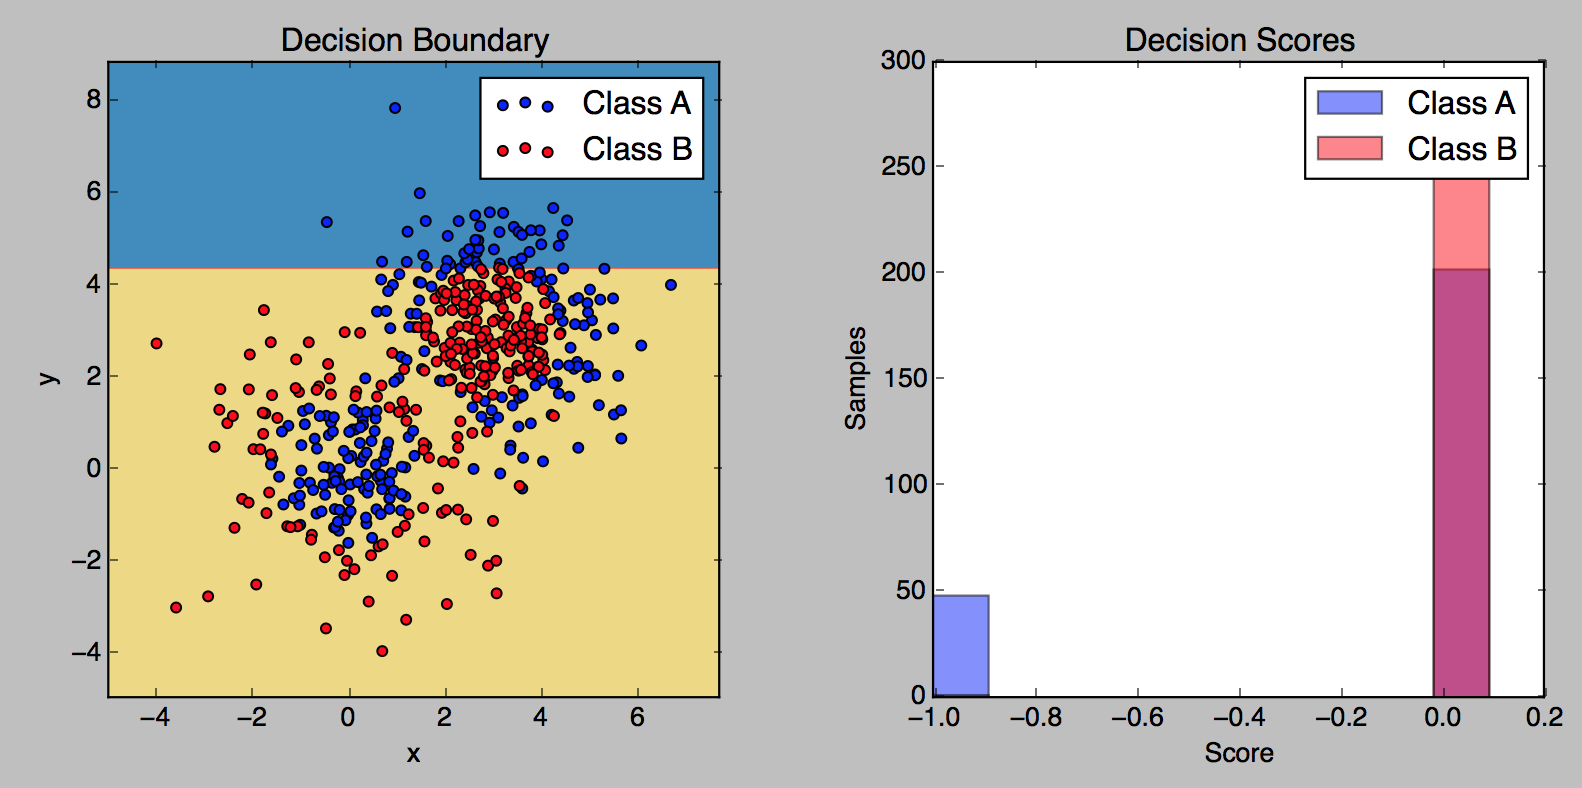 Decision Boundary
Class A
Class B
8
6
4
2
0
−2
−4
y
−4 −2 0 2 4 6
x
Decision Scores
Class A
Class B
300
250
200
150
100
50
0
Samples
−1.0 −0.8 −0.6 −0.4 −0.2 0.0 0.2
Score